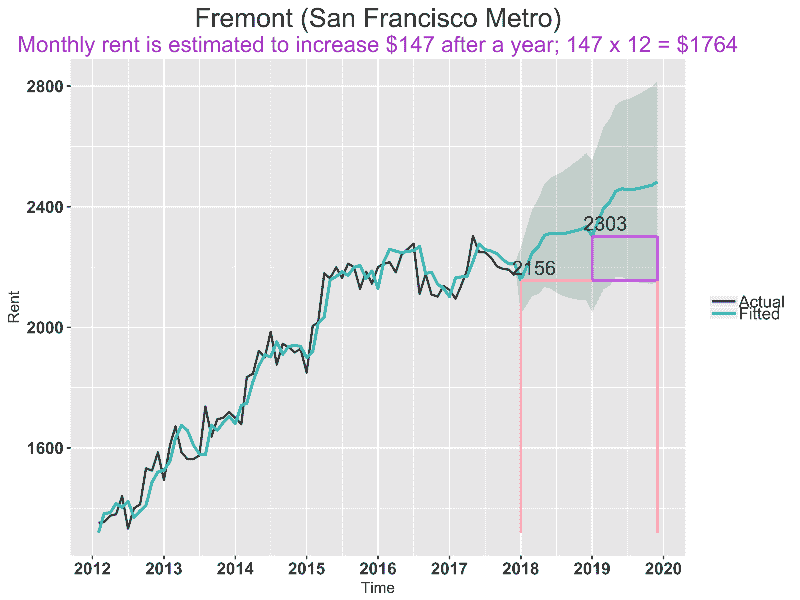 Fremont (San Francisco Metro)
Monthly rent is estimated to increase $147 after a year; 147 x 12 = $1764
2800
2400
2000
1600
Rent
2303
2156
Actual
Fitted
2012 2013 2014 2015 2016 2017 2018 2019 2020
Time